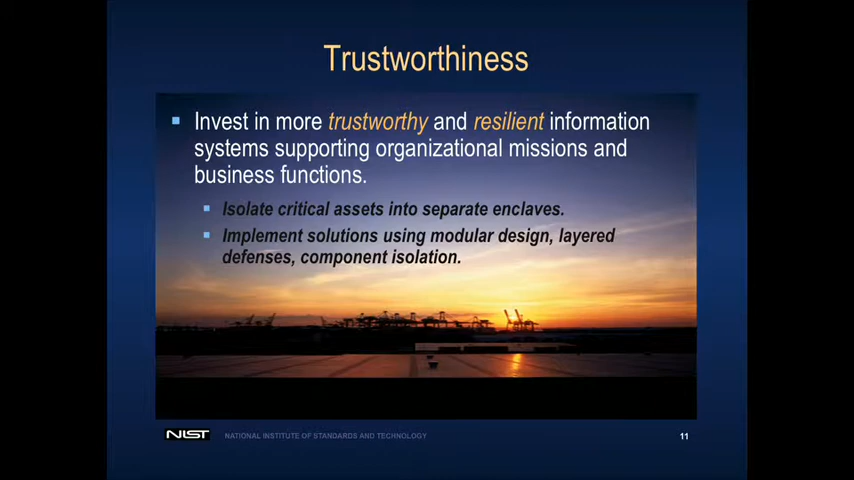 Trustworthiness
Invest in more trustworthy and resilient information
systems supporting organizational missions and
business functions.
Isolate critical assets into separate enclaves.
Implement solutions using modular design, layered
defenses, component isolation.
NIST NATIONAL INSTITUTE OF STANDARDS AND TECHNOLOGY 11